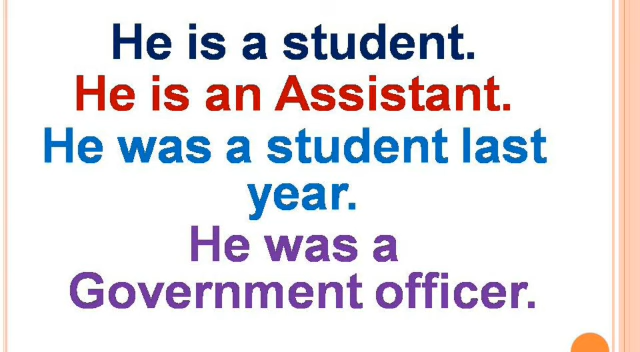 He is a student.
He is an Assistant.
He was a student last
year.
He was a
Government officer.